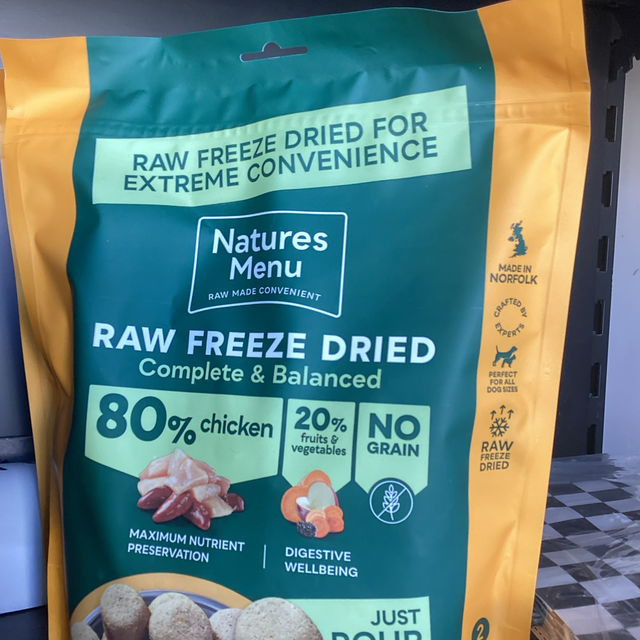 RAW FREEZE DRIED FOR
EXTREME CONVENIENCE
Natures
Menu
RAW MADE CONVENIENT
RAW FREEZE DRIED
Complete & Balanced
80% chicken
20%
fruits &
vegetables
NO
GRAIN
MAXIMUM NUTRIENT
PRESERVATION
DIGESTIVE
WELLBEING
JUST
POUR
MADE IN
NORFOLK
CRAFTED BY
EXPERTS
PERFECT
FOR ALL
DOG SIZES
RAW
FREEZE
DRIED